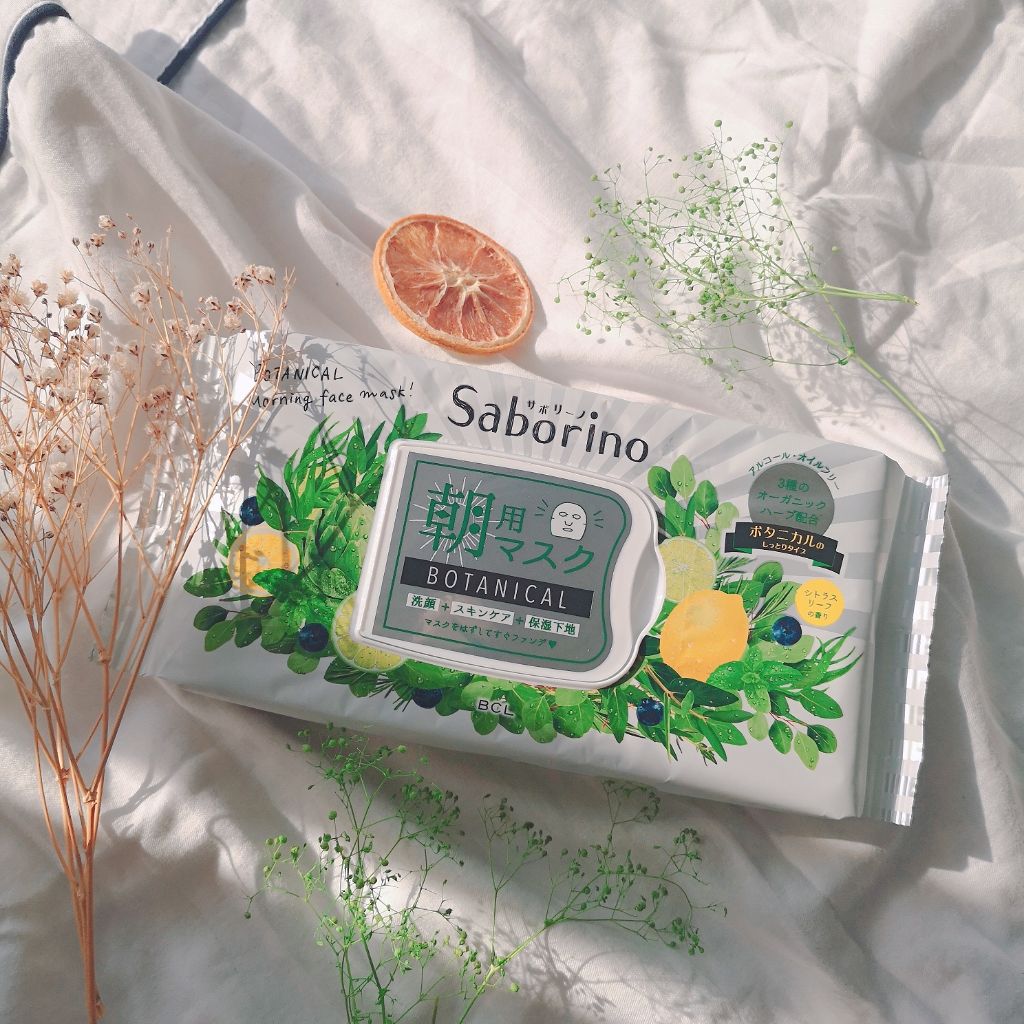 BOTANICAL
Morning face mask!
サボリーノ
Saborino
アルコール・オイルフリー
3種の
オーガニック
ハーブ配合
ボタニカルの
しっとりタイプ
シトラス
リーフ
の香り
朝用
マスク
BOTANICAL
洗顔+スキンケア+保湿下地
マスクをはずしてすぐファンデ♥
BCL